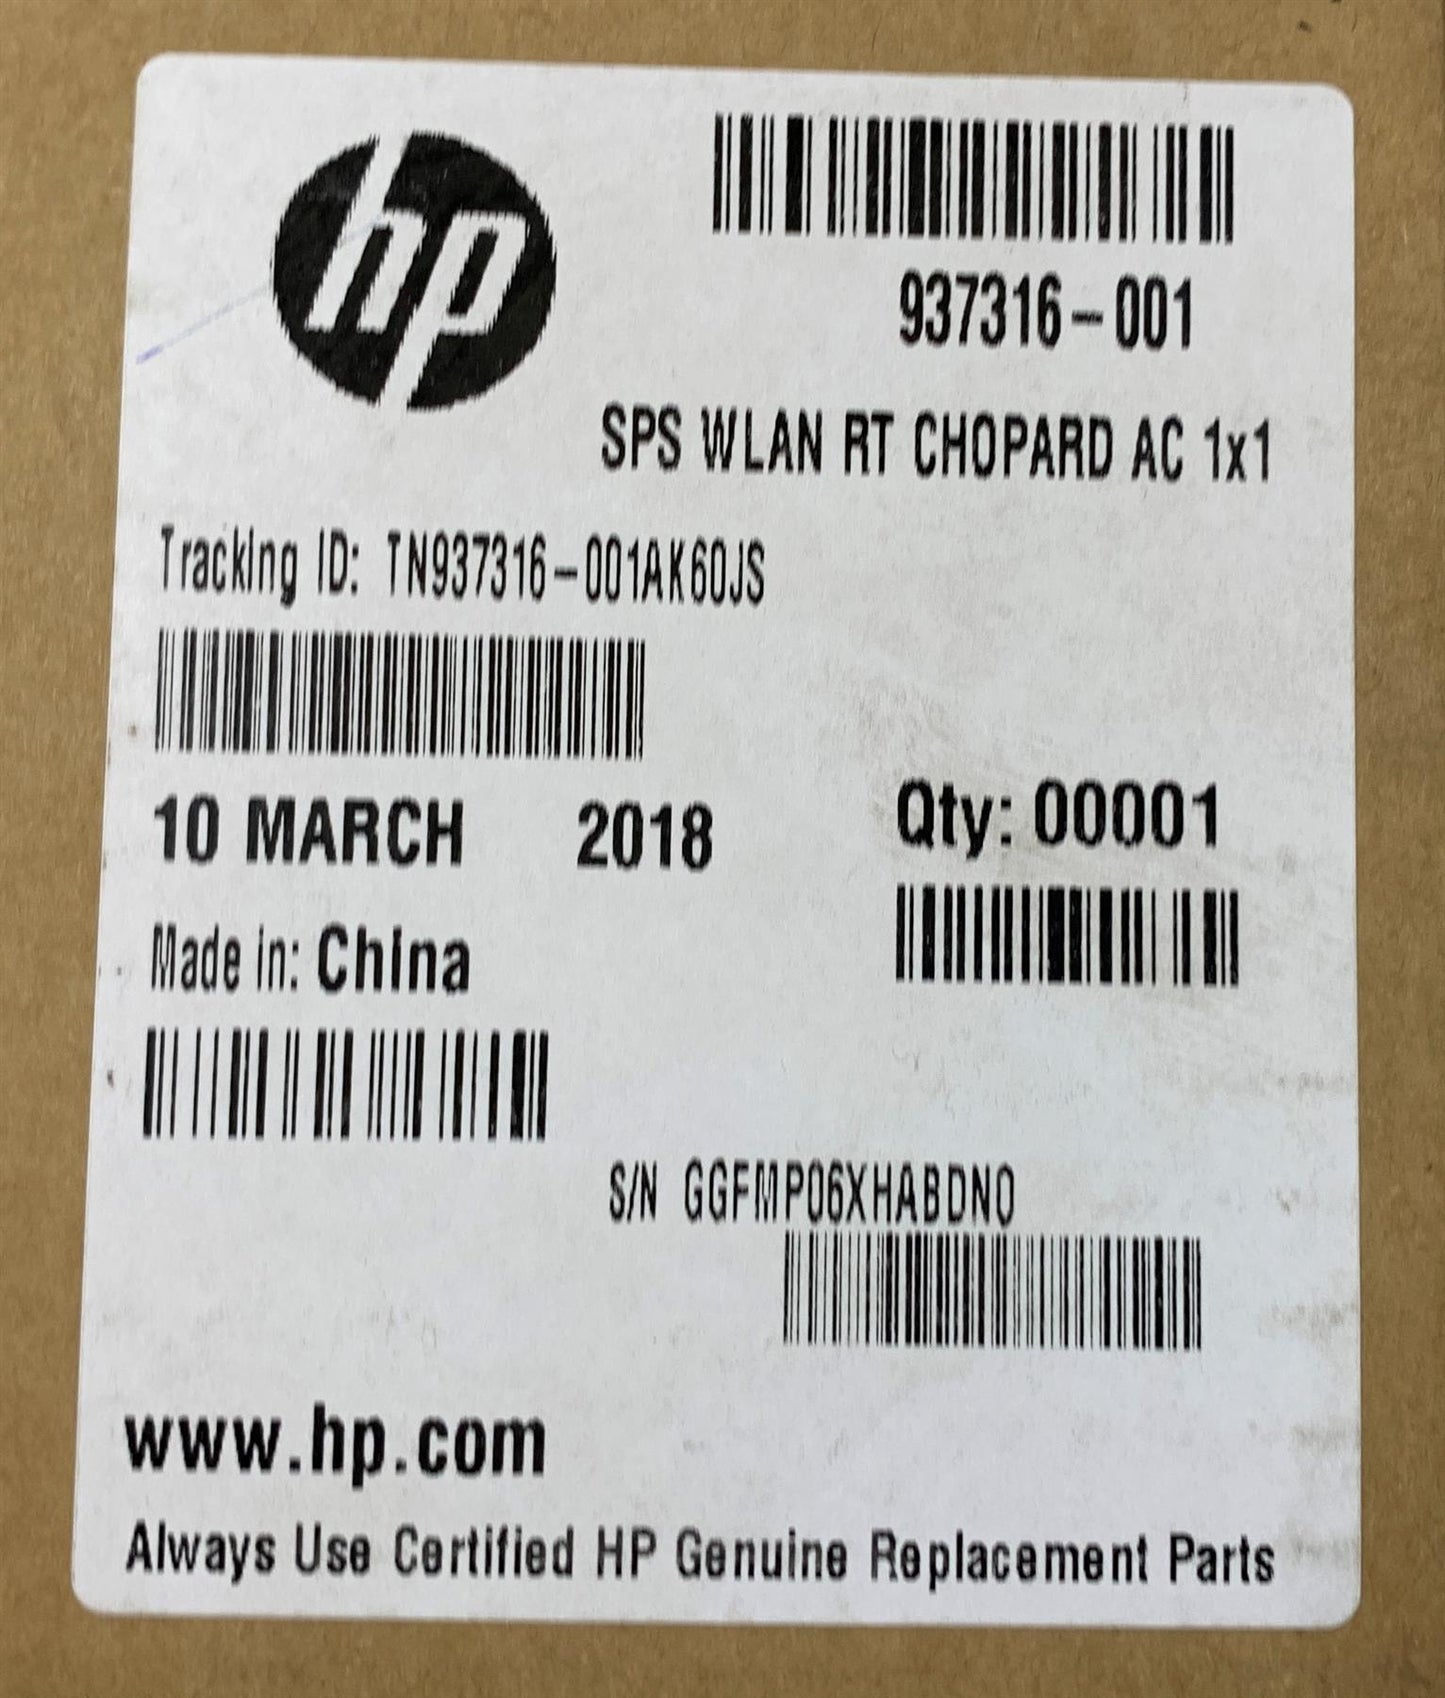 hp
937316-001
SPS WLAN RT CHOPARD AC 1x1
Tracking ID: TN937316-001AK60JS
10 MARCH 2018
Qty: 00001
Made in: China
S/N GGFMP06XHABDN0
www.hp.com
Always Use Certified HP Genuine Replacement Parts